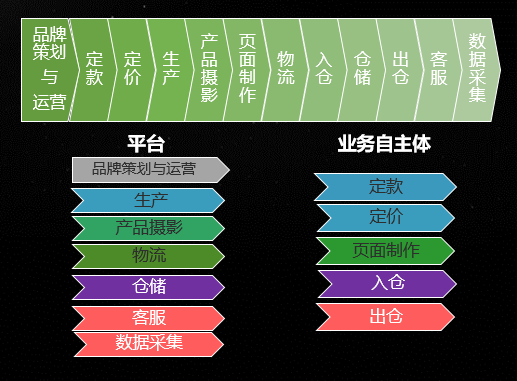 品牌策划与运营
定款
定价
生产
产品摄影
页面制作
物流
入仓
仓储
出仓
客服
数据采集
平台
品牌策划与运营
生产
产品摄影
物流
仓储
客服
数据采集
业务自主体
定款
定价
页面制作
入仓
出仓